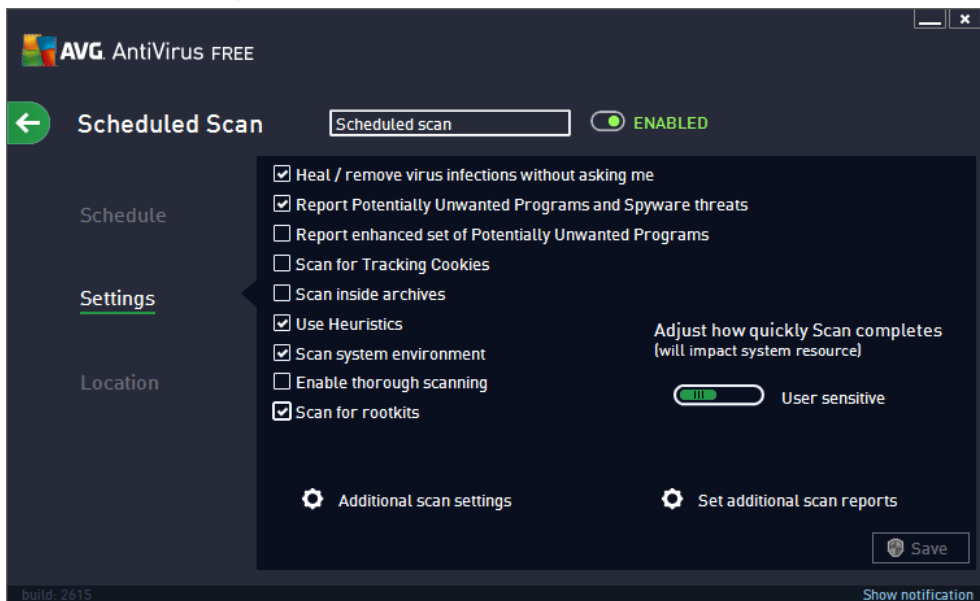 AVG. AntiVirus FREE
Scheduled Scan
Scheduled scan
ENABLED
Schedule
Settings
Location
Heal / remove virus infections without asking me
Report Potentially Unwanted Programs and Spyware threats
Report enhanced set of Potentially Unwanted Programs
Scan for Tracking Cookies
Scan inside archives
Use Heuristics
Scan system environment
Enable thorough scanning
Scan for rootkits
Adjust how quickly Scan completes
(will impact system resource)
User sensitive
Additional scan settings
Set additional scan reports
Save
build: 2615
Show notification